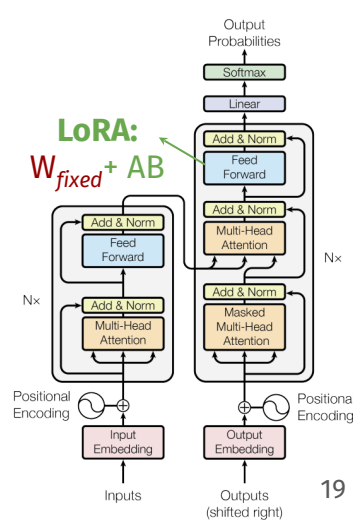 Output
Probabilities
Softmax
Linear
LoRA:
W_fixed + AB
Add & Norm
Feed
Forward
Add & Norm
Multi-Head
Attention
Add & Norm
Masked
Multi-Head
Attention
N×
Add & Norm
Feed
Forward
N×
Add & Norm
Multi-Head
Attention
Positional
Encoding
Positional
Encoding
Input
Embedding
Output
Embedding
Inputs
Outputs
(shifted right)
19